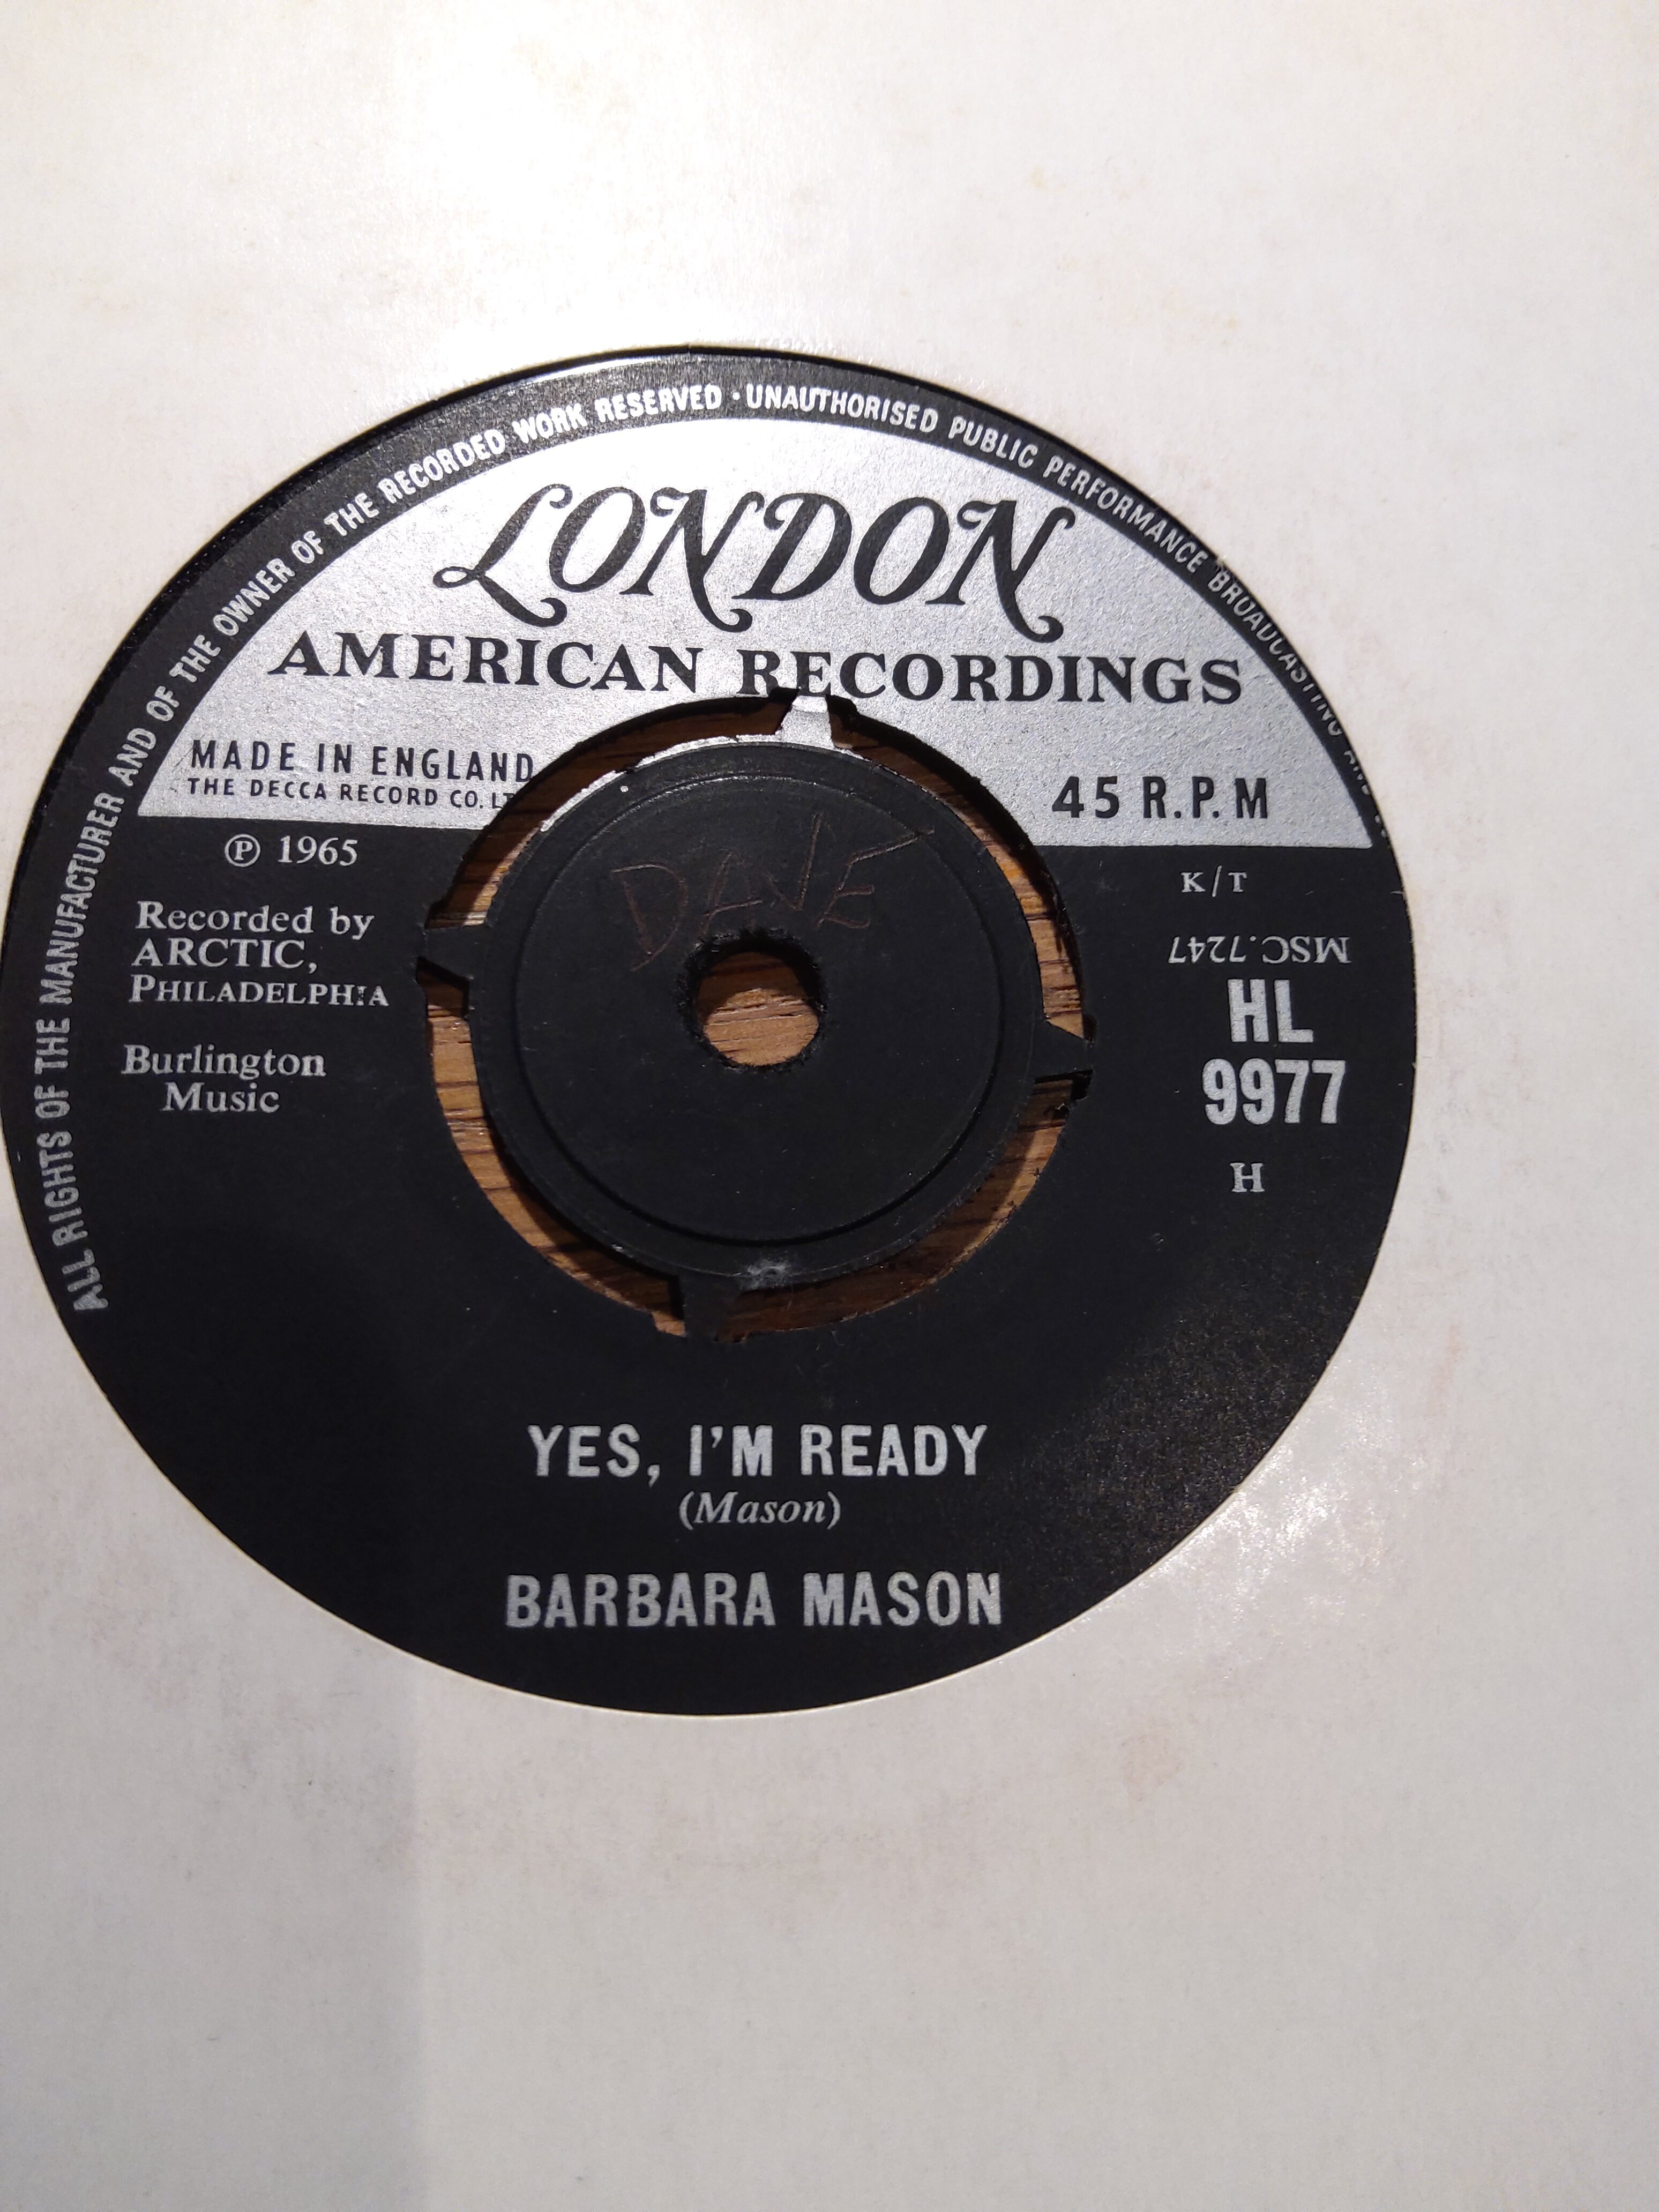 ALL RIGHTS OF THE MANUFACTURER AND OF THE OWNER OF THE RECORDED WORK RESERVED · UNAUTHORISED PUBLIC PERFORMANCE BROADCASTING AND
LONDON
AMERICAN RECORDINGS
MADE IN ENGLAND
THE DECCA RECORD CO. LT
45 R.P.M
℗ 1965
K/T
Recorded by
ARCTIC,
PHILADELPHIA
MSC.7247
HL
9977
Burlington
Music
H
DAVE
YES, I'M READY
(Mason)
BARBARA MASON